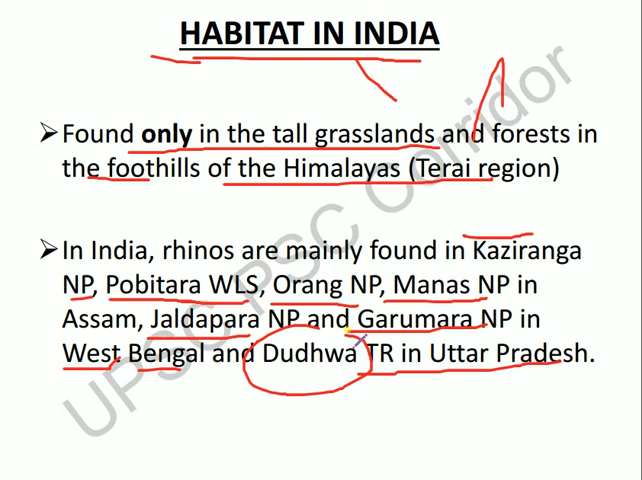 HABITAT IN INDIA
➢ Found only in the tall grasslands and forests in
the foothills of the Himalayas (Terai region)
➢ In India, rhinos are mainly found in Kaziranga
NP, Pobitara WLS, Orang NP, Manas NP in
Assam, Jaldapara NP and Garumara NP in
West Bengal and Dudhwa TR in Uttar Pradesh.
UPSC PSC Corridor